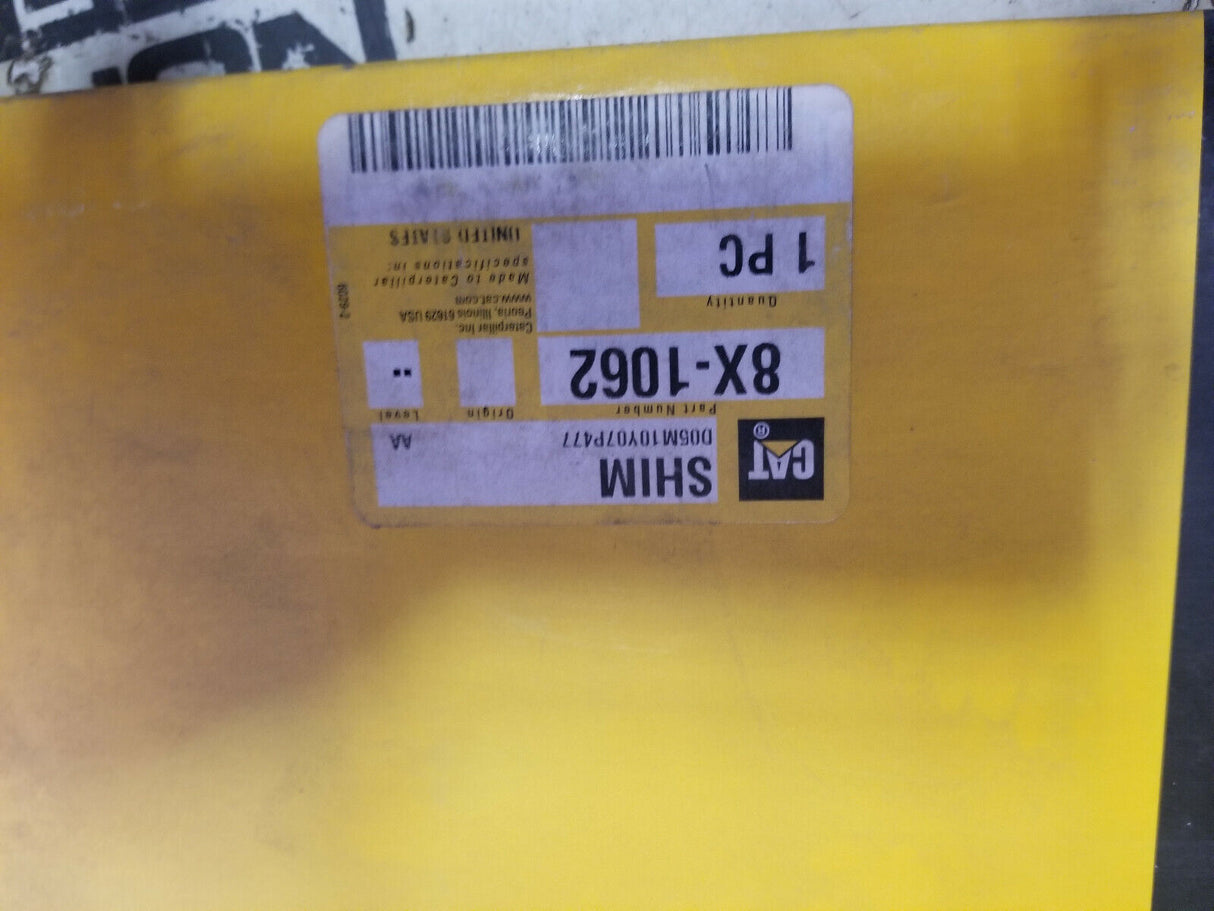 CAT
SHIM
D05M10Y07P477
AA
Part Number
Origin
Level
8X-1062
..
Caterpillar Inc.
Peoria, Illinois 61629 USA
www.cat.com
Quantity
1 PC
Made to Caterpillar
specifications in:
UNITED STATES